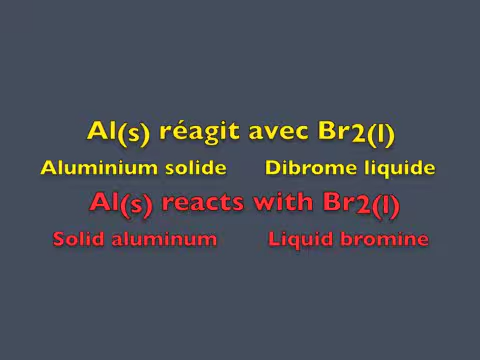 Al(s) réagit avec Br2(l)
Aluminium solide Dibrome liquide
Al(s) reacts with Br2(l)
Solid aluminum Liquid bromine